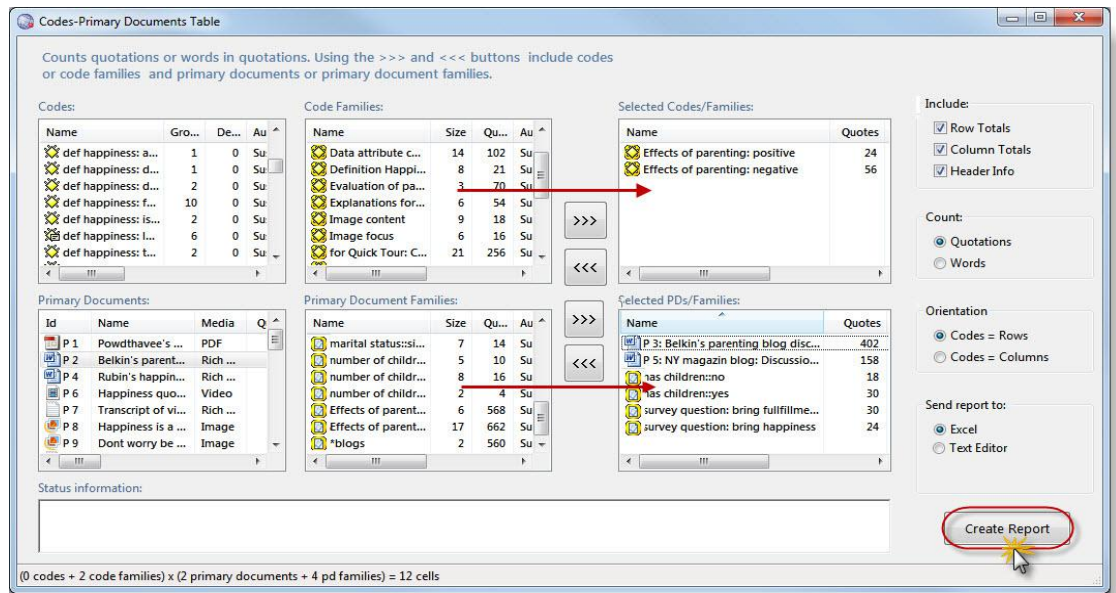 Codes-Primary Documents Table
Counts quotations or words in quotations. Using the >>> and <<< buttons include codes
or code families and primary documents or primary document families.
Codes:
Name Gro... De... Au
def happiness: a... 1 0 Su
def happiness: d... 1 0 Su
def happiness: d... 2 0 Su
def happiness: f... 10 0 Su
def happiness: is... 2 0 Su
def happiness: l... 6 0 Su
def happiness: t... 2 0 Su
Code Families:
Name Size Qu... Au
Data attribute c... 14 102 Su
Definition Happi... 8 21 Su
Evaluation of pa... 3 70 Su
Explanations for... 6 54 Su
Image content 9 18 Su
Image focus 6 16 Su
for Quick Tour: C... 21 256 Su
>>>
<<<
Selected Codes/Families:
Name Quotes
Effects of parenting: positive 24
Effects of parenting: negative 56
Include:
Row Totals
Column Totals
Header Info
Count:
Quotations
Words
Primary Documents:
Id Name Media Q
P 1 Powdthavee's ... PDF
P 2 Belkin's parent... Rich ...
P 4 Rubin's happin... Rich ...
P 6 Happiness quo... Video
P 7 Transcript of vi... Rich ...
P 8 Happiness is a ... Image
P 9 Dont worry be ... Image
Primary Document Families:
Name Size Qu... Au
marital status::si... 7 14 Su
number of childr... 5 10 Su
number of childr... 8 16 Su
number of childr... 2 4 Su
Effects of parent... 6 568 Su
Effects of parent... 17 662 Su
*blogs 2 560 Su
>>>
<<<
Selected PDs/Families:
Name Quotes
P 3: Belkin's parenting blog disc... 402
P 5: NY magazin blog: Discussio... 158
has children::no 18
has children::yes 30
survey question: bring fullfillme... 30
survey question: bring happiness 24
Orientation
Codes = Rows
Codes = Columns
Send report to:
Excel
Text Editor
Status information:
Create Report
(0 codes + 2 code families) x (2 primary documents + 4 pd families) = 12 cells